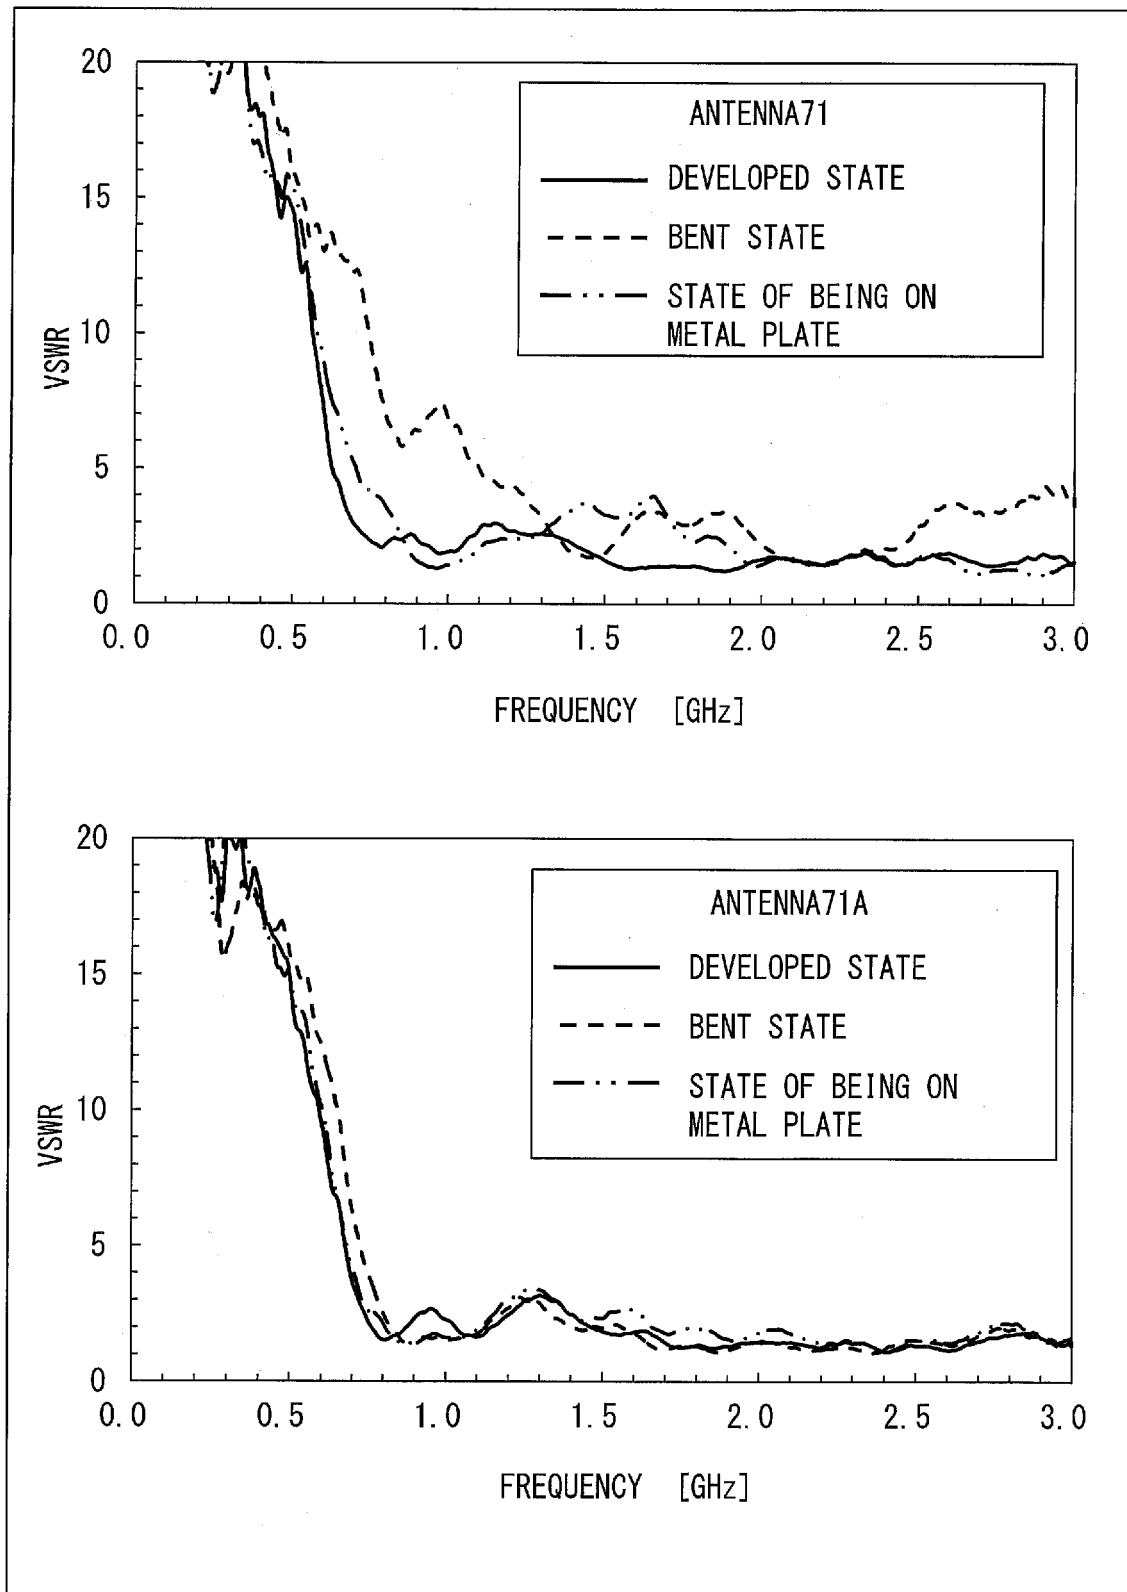 20
15
10
5
0
VSWR
ANTENNA71
DEVELOPED STATE
BENT STATE
STATE OF BEING ON
METAL PLATE
0.0 0.5 1.0 1.5 2.0 2.5 3.0
FREQUENCY [GHz]
20
15
10
5
0
VSWR
ANTENNA71A
DEVELOPED STATE
BENT STATE
STATE OF BEING ON
METAL PLATE
0.0 0.5 1.0 1.5 2.0 2.5 3.0
FREQUENCY [GHz]